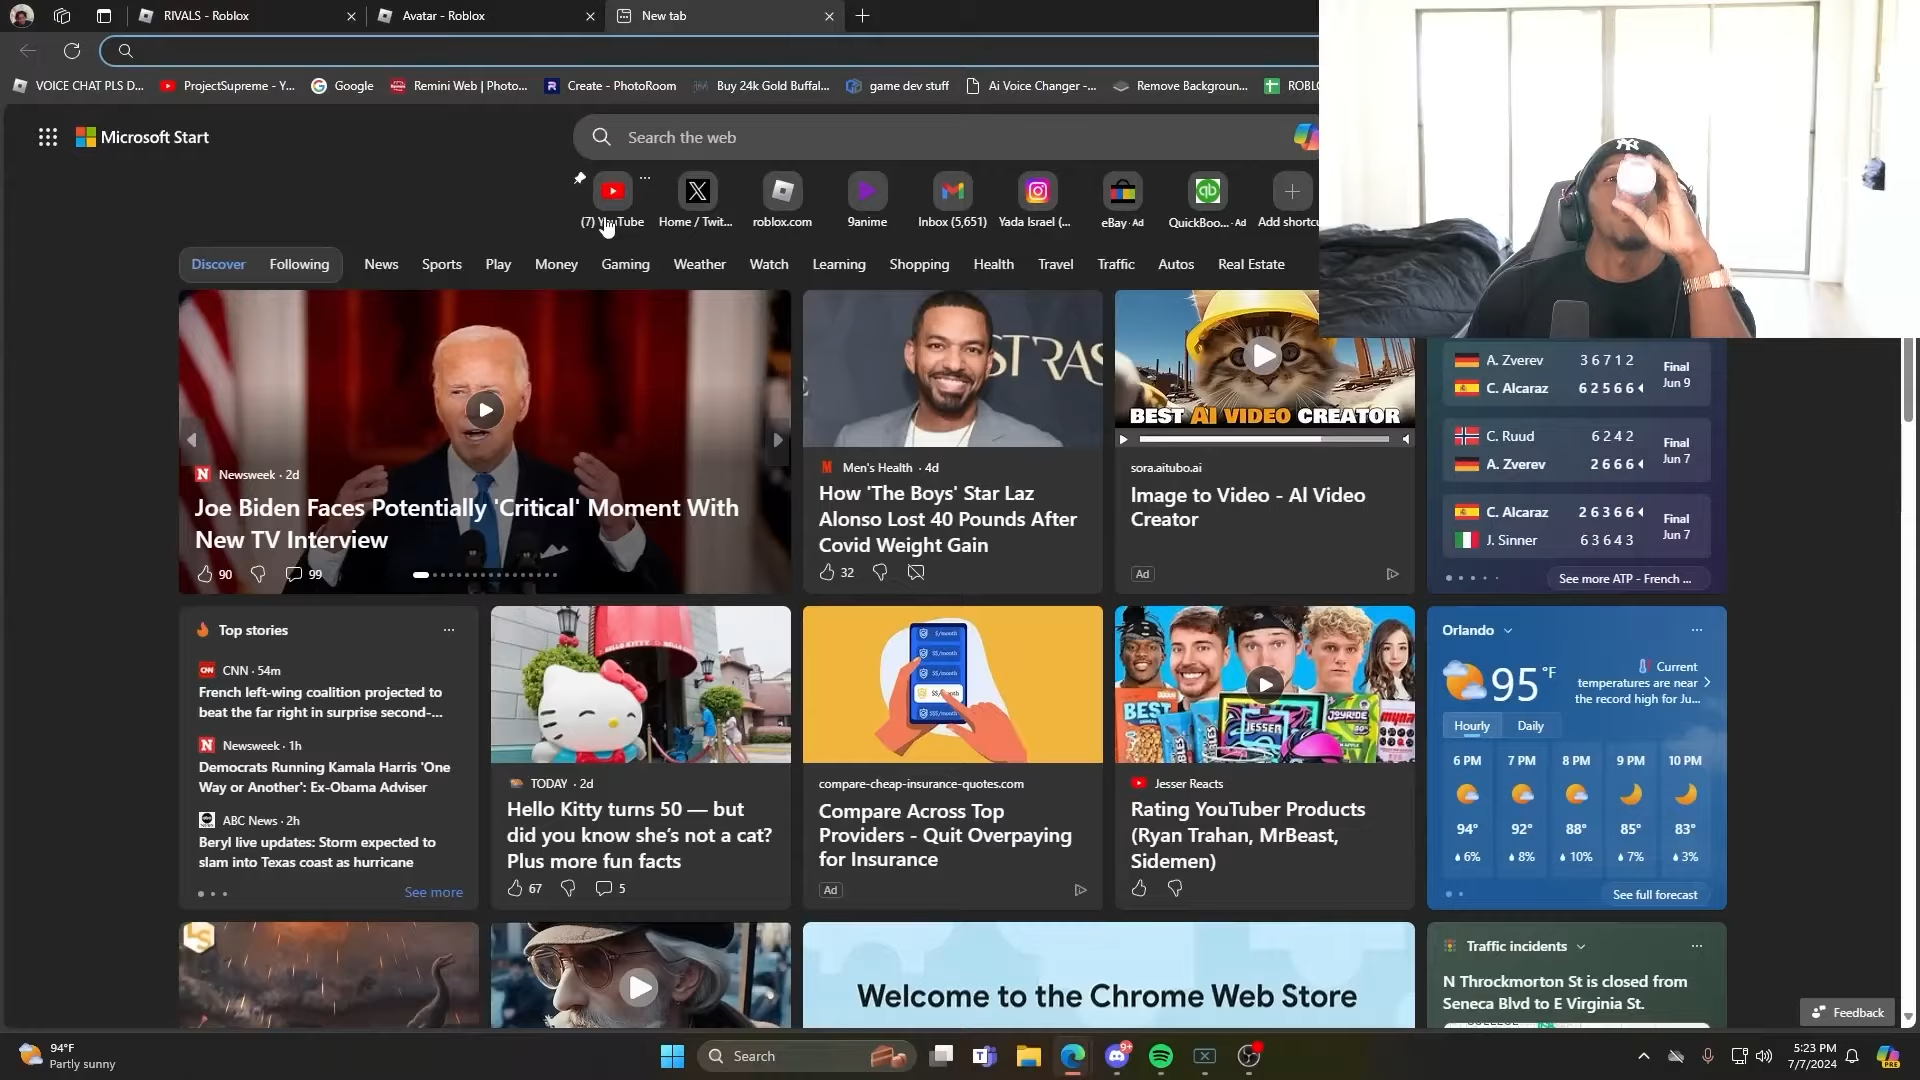 RIVALS - Roblox
Avatar - Roblox
New tab
VOICE CHAT PLS D...
ProjectSupreme - Y...
Google
Remini Web | Photo...
Create - PhotoRoom
Buy 24k Gold Buffal...
game dev stuff
Ai Voice Changer -...
Remove Backgroun...
ROBLO
Microsoft Start
Search the web
(7) YouTube
Home / Twit...
roblox.com
9anime
Inbox (5,651)
Yada Israel (...
eBay · Ad
qb
QuickBoo... · Ad
Add shortcu
Discover
Following
News
Sports
Play
Money
Gaming
Weather
Watch
Learning
Shopping
Health
Travel
Traffic
Autos
Real Estate
N Newsweek · 2d
Joe Biden Faces Potentially 'Critical' Moment With
New TV Interview
90
99
STRAS
M Men's Health · 4d
How 'The Boys' Star Laz
Alonso Lost 40 Pounds After
Covid Weight Gain
32
BEST AI VIDEO CREATOR
sora.aitubo.ai
Image to Video - Al Video
Creator
Ad
A. Zverev 3 6 7 1 2
C. Alcaraz 6 2 5 6 6
Final
Jun 9
C. Ruud 6 2 4 2
A. Zverev 2 6 6 6
Final
Jun 7
C. Alcaraz 2 6 3 6 6
J. Sinner 6 3 6 4 3
Final
Jun 7
See more ATP - French ...
Top stories
CNN · 54m
French left-wing coalition projected to
beat the far right in surprise second-...
N Newsweek · 1h
Democrats Running Kamala Harris 'One
Way or Another': Ex-Obama Adviser
ABC News · 2h
Beryl live updates: Storm expected to
slam into Texas coast as hurricane
See more
TODAY · 2d
Hello Kitty turns 50 — but
did you know she's not a cat?
Plus more fun facts
67
5
$/month
$$/month
$$/month
$$$/month
compare-cheap-insurance-quotes.com
Compare Across Top
Providers - Quit Overpaying
for Insurance
Ad
BEST
JESSER
JOYRIDE
Jesser Reacts
Rating YouTuber Products
(Ryan Trahan, MrBeast,
Sidemen)
Orlando
95 °F
Current
temperatures are near
the record high for Ju...
Hourly
Daily
6 PM
7 PM
8 PM
9 PM
10 PM
94°
92°
88°
85°
83°
6%
8%
10%
7%
3%
See full forecast
LS
Welcome to the Chrome Web Store
Traffic incidents
N Throckmorton St is closed from
Seneca Blvd to E Virginia St.
Feedback
94°F
Partly sunny
Search
9+
5:23 PM
7/7/2024
PRE